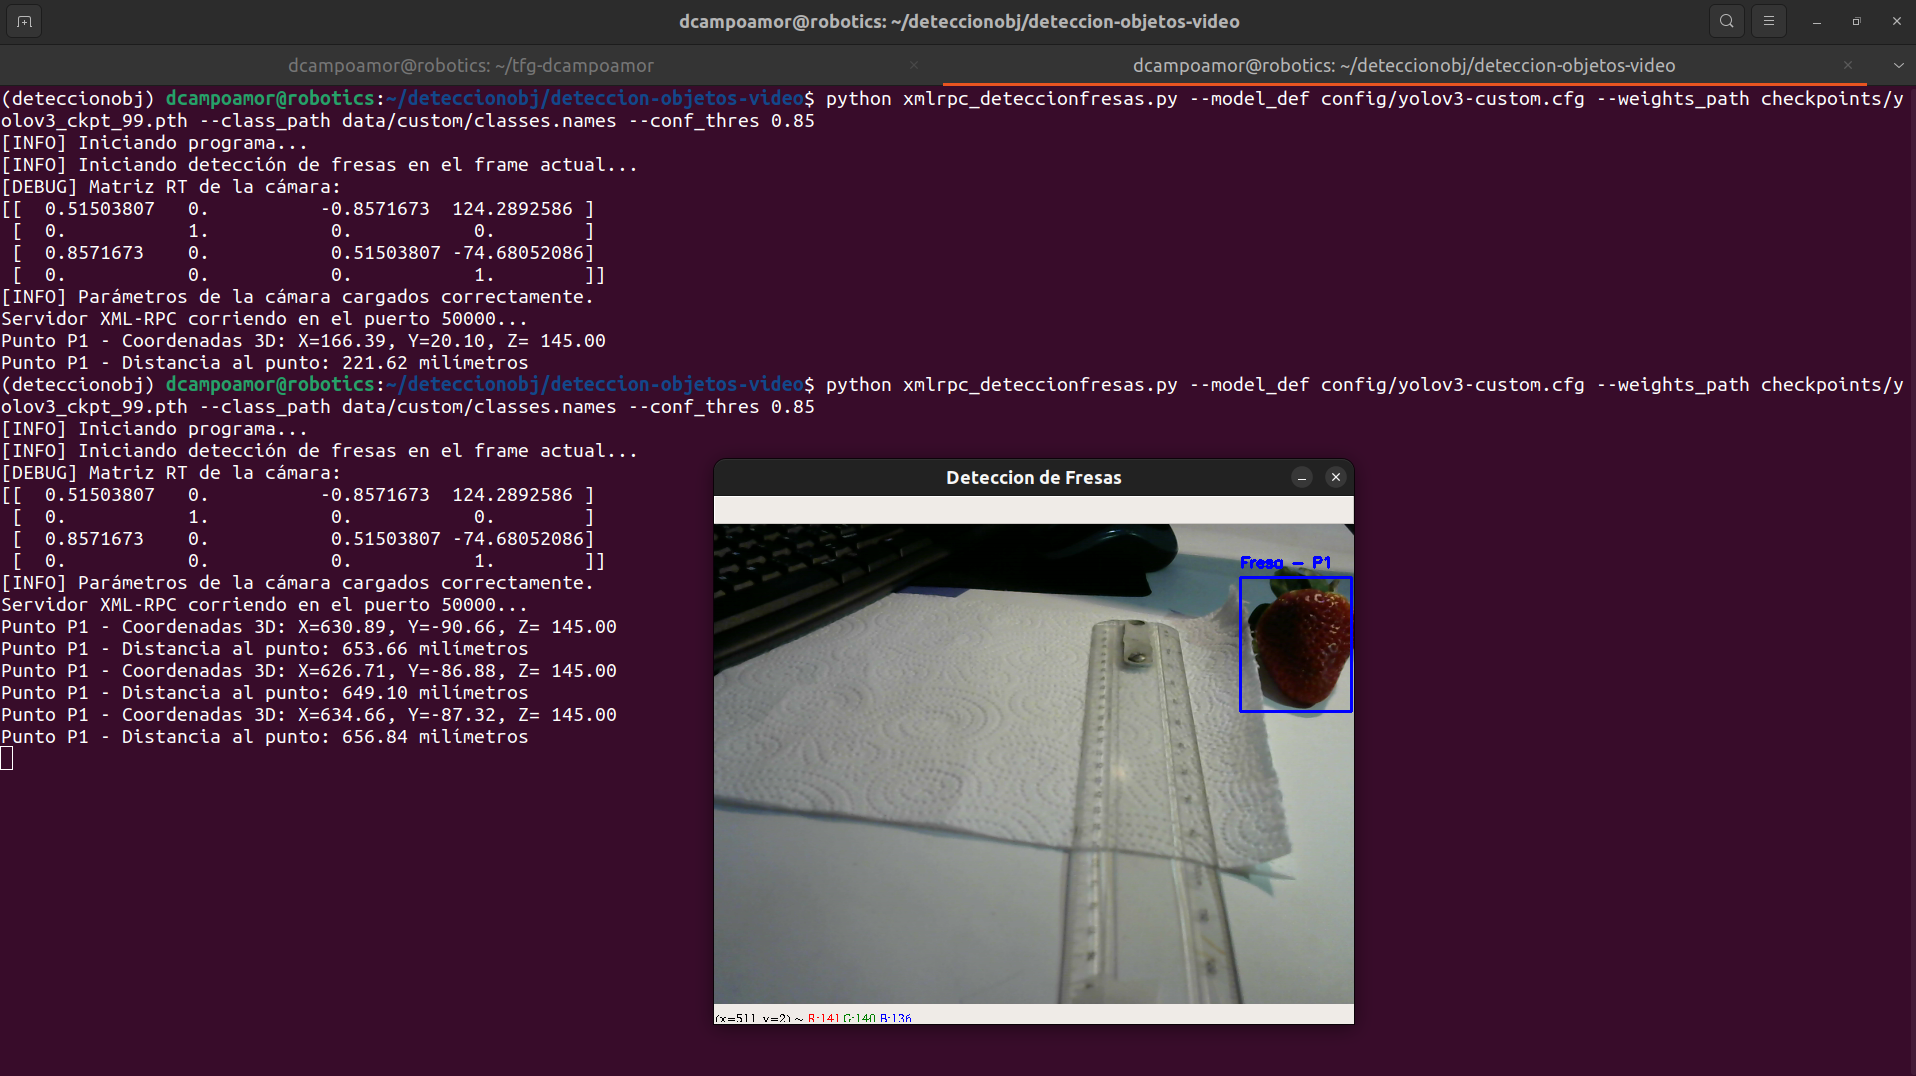 dcampoamor@robotics: ~/deteccionobj/deteccion-objetos-video
dcampoamor@robotics: ~/tfg-dcampoamor
dcampoamor@robotics: ~/deteccionobj/deteccion-objetos-video
(deteccionobj) dcampoamor@robotics:~/deteccionobj/deteccion-objetos-video$ python xmlrpc_deteccionfresas.py --model_def config/yolov3-custom.cfg --weights_path checkpoints/y
olov3_ckpt_99.pth --class_path data/custom/classes.names --conf_thres 0.85
[INFO] Iniciando programa...
[INFO] Iniciando detección de fresas en el frame actual...
[DEBUG] Matriz RT de la cámara:
[[  0.51503807   0.          -0.8571673  124.2892586 ]
 [  0.           1.           0.           0.        ]
 [  0.8571673    0.           0.51503807 -74.68052086]
 [  0.           0.           0.           1.        ]]
[INFO] Parámetros de la cámara cargados correctamente.
Servidor XML-RPC corriendo en el puerto 50000...
Punto P1 - Coordenadas 3D: X=166.39, Y=20.10, Z= 145.00
Punto P1 - Distancia al punto: 221.62 milímetros
(deteccionobj) dcampoamor@robotics:~/deteccionobj/deteccion-objetos-video$ python xmlrpc_deteccionfresas.py --model_def config/yolov3-custom.cfg --weights_path checkpoints/y
olov3_ckpt_99.pth --class_path data/custom/classes.names --conf_thres 0.85
[INFO] Iniciando programa...
[INFO] Iniciando detección de fresas en el frame actual...
[DEBUG] Matriz RT de la cámara:
[[  0.51503807   0.          -0.8571673  124.2892586 ]
 [  0.           1.           0.           0.        ]
 [  0.8571673    0.           0.51503807 -74.68052086]
 [  0.           0.           0.           1.        ]]
[INFO] Parámetros de la cámara cargados correctamente.
Servidor XML-RPC corriendo en el puerto 50000...
Punto P1 - Coordenadas 3D: X=630.89, Y=-90.66, Z= 145.00
Punto P1 - Distancia al punto: 653.66 milímetros
Punto P1 - Coordenadas 3D: X=626.71, Y=-86.88, Z= 145.00
Punto P1 - Distancia al punto: 649.10 milímetros
Punto P1 - Coordenadas 3D: X=634.66, Y=-87.32, Z= 145.00
Punto P1 - Distancia al punto: 656.84 milímetros
Deteccion de Fresas
Fresa - P1
(x=511, y=2) ~ R:141 G:140 B:136